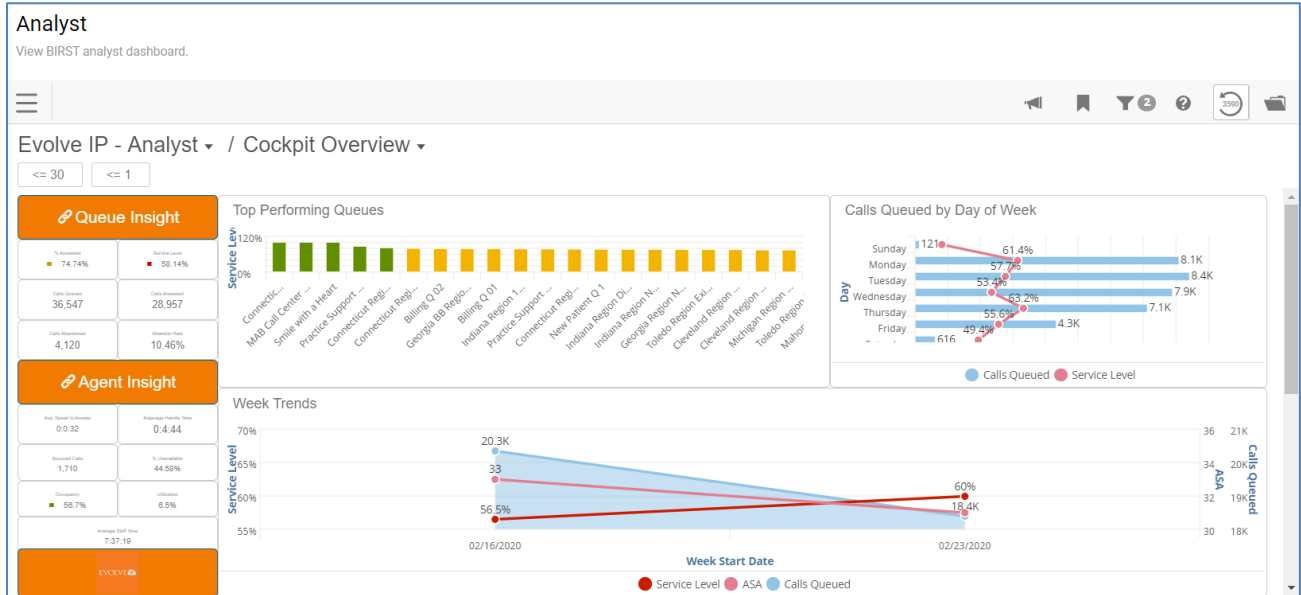 Analyst
View BIRST analyst dashboard.
2
3590
Evolve IP - Analyst / Cockpit Overview
<= 30 <= 1
Queue Insight
% Answered Service Level
74.74% 58.14%
Calls Queued Calls Answered
36,547 28,957
Calls Abandoned Abandon Rate
4,120 10.46%
Agent Insight
Avg. Speed to Answer Avgerage Handle Time
0:0:32 0:4:44
Bounced Calls % Unavailable
1,710 44.58%
Occupancy Utilization
56.7% 6.5%
Average Staff Time
7:37:19
EVOLVE
Top Performing Queues
Service Lev
120%
0%
Connectic...
MAB Call Center ...
Smile with a Heart
Practice Support ...
Connecticut Regi...
Connecticut Regi...
Billing Q 02
Georgia BB Regio...
Billing Q 01
Indiana Region 1...
Practice Support ...
Connecticut Regi...
New Patient Q 1
Indiana Region Di...
Indiana Region N...
Georgia Region N...
Toledo Region Exi...
Cleveland Region ...
Cleveland Region ...
Michigan Region ...
Toledo Region
Mahor
Calls Queued by Day of Week
Day
Sunday 121
Monday 61.4% 8.1K
Tuesday 57.7% 8.4K
Wednesday 53.4% 7.9K
Thursday 63.2% 7.1K
Friday 55.6% 4.3K
49.4% 616
Calls Queued Service Level
Week Trends
Service Level
70%
65%
60%
55%
20.3K
33
56.5%
60%
18.4K
36 21K
34 20K
32 19K
30 18K
ASA
Calls Queued
02/16/2020 02/23/2020
Week Start Date
Service Level ASA Calls Queued